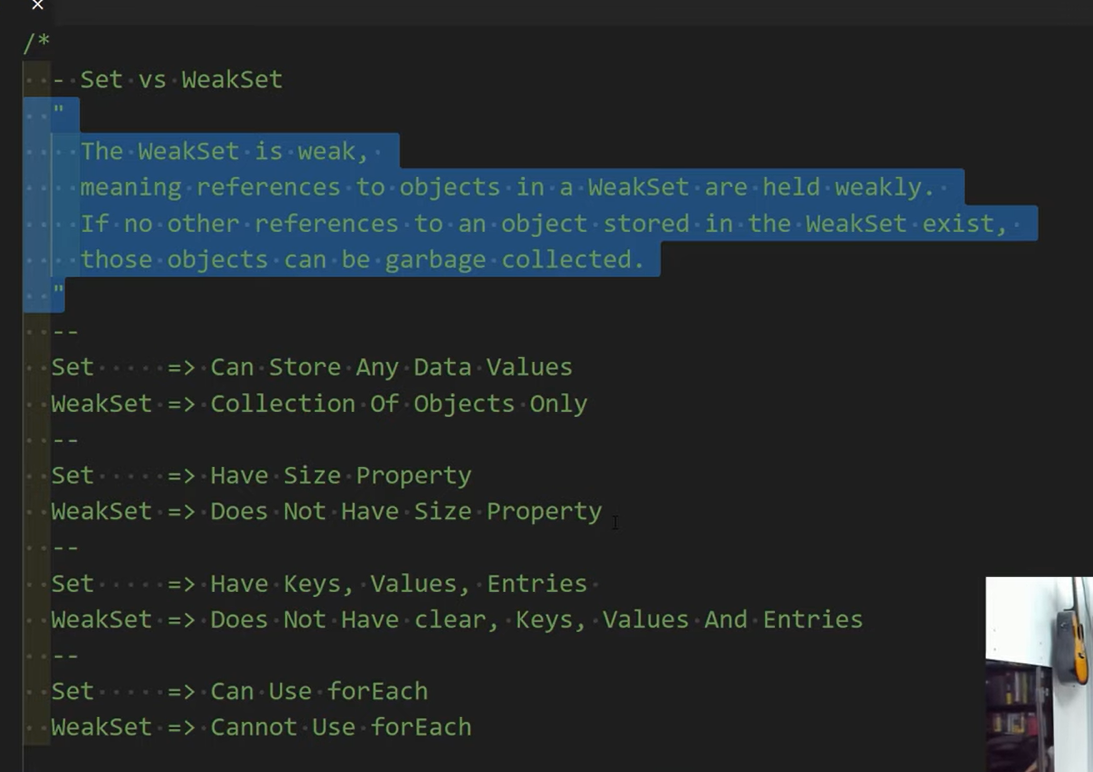 /*
- Set vs WeakSet
"
The WeakSet is weak,
meaning references to objects in a WeakSet are held weakly.
If no other references to an object stored in the WeakSet exist,
those objects can be garbage collected.
"
--
Set => Can Store Any Data Values
WeakSet => Collection Of Objects Only
--
Set => Have Size Property
WeakSet => Does Not Have Size Property
--
Set => Have Keys, Values, Entries
WeakSet => Does Not Have clear, Keys, Values And Entries
--
Set => Can Use forEach
WeakSet => Cannot Use forEach